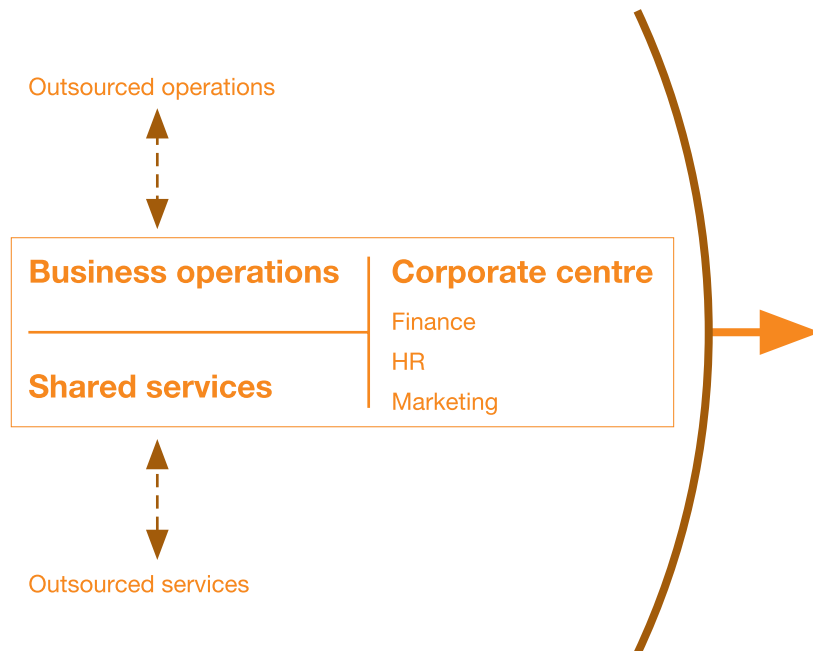 Outsourced operations
Business operations
Shared services
Corporate centre
Finance
HR
Marketing
Outsourced services